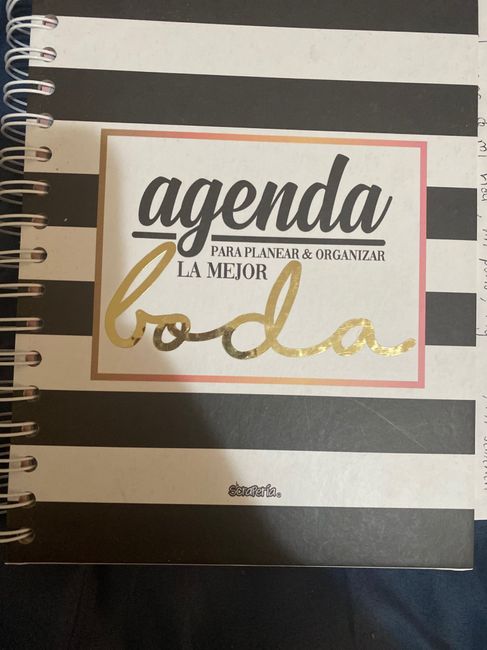 agenda
PARA PLANEAR & ORGANIZAR
LA MEJOR
boda
Scrapería